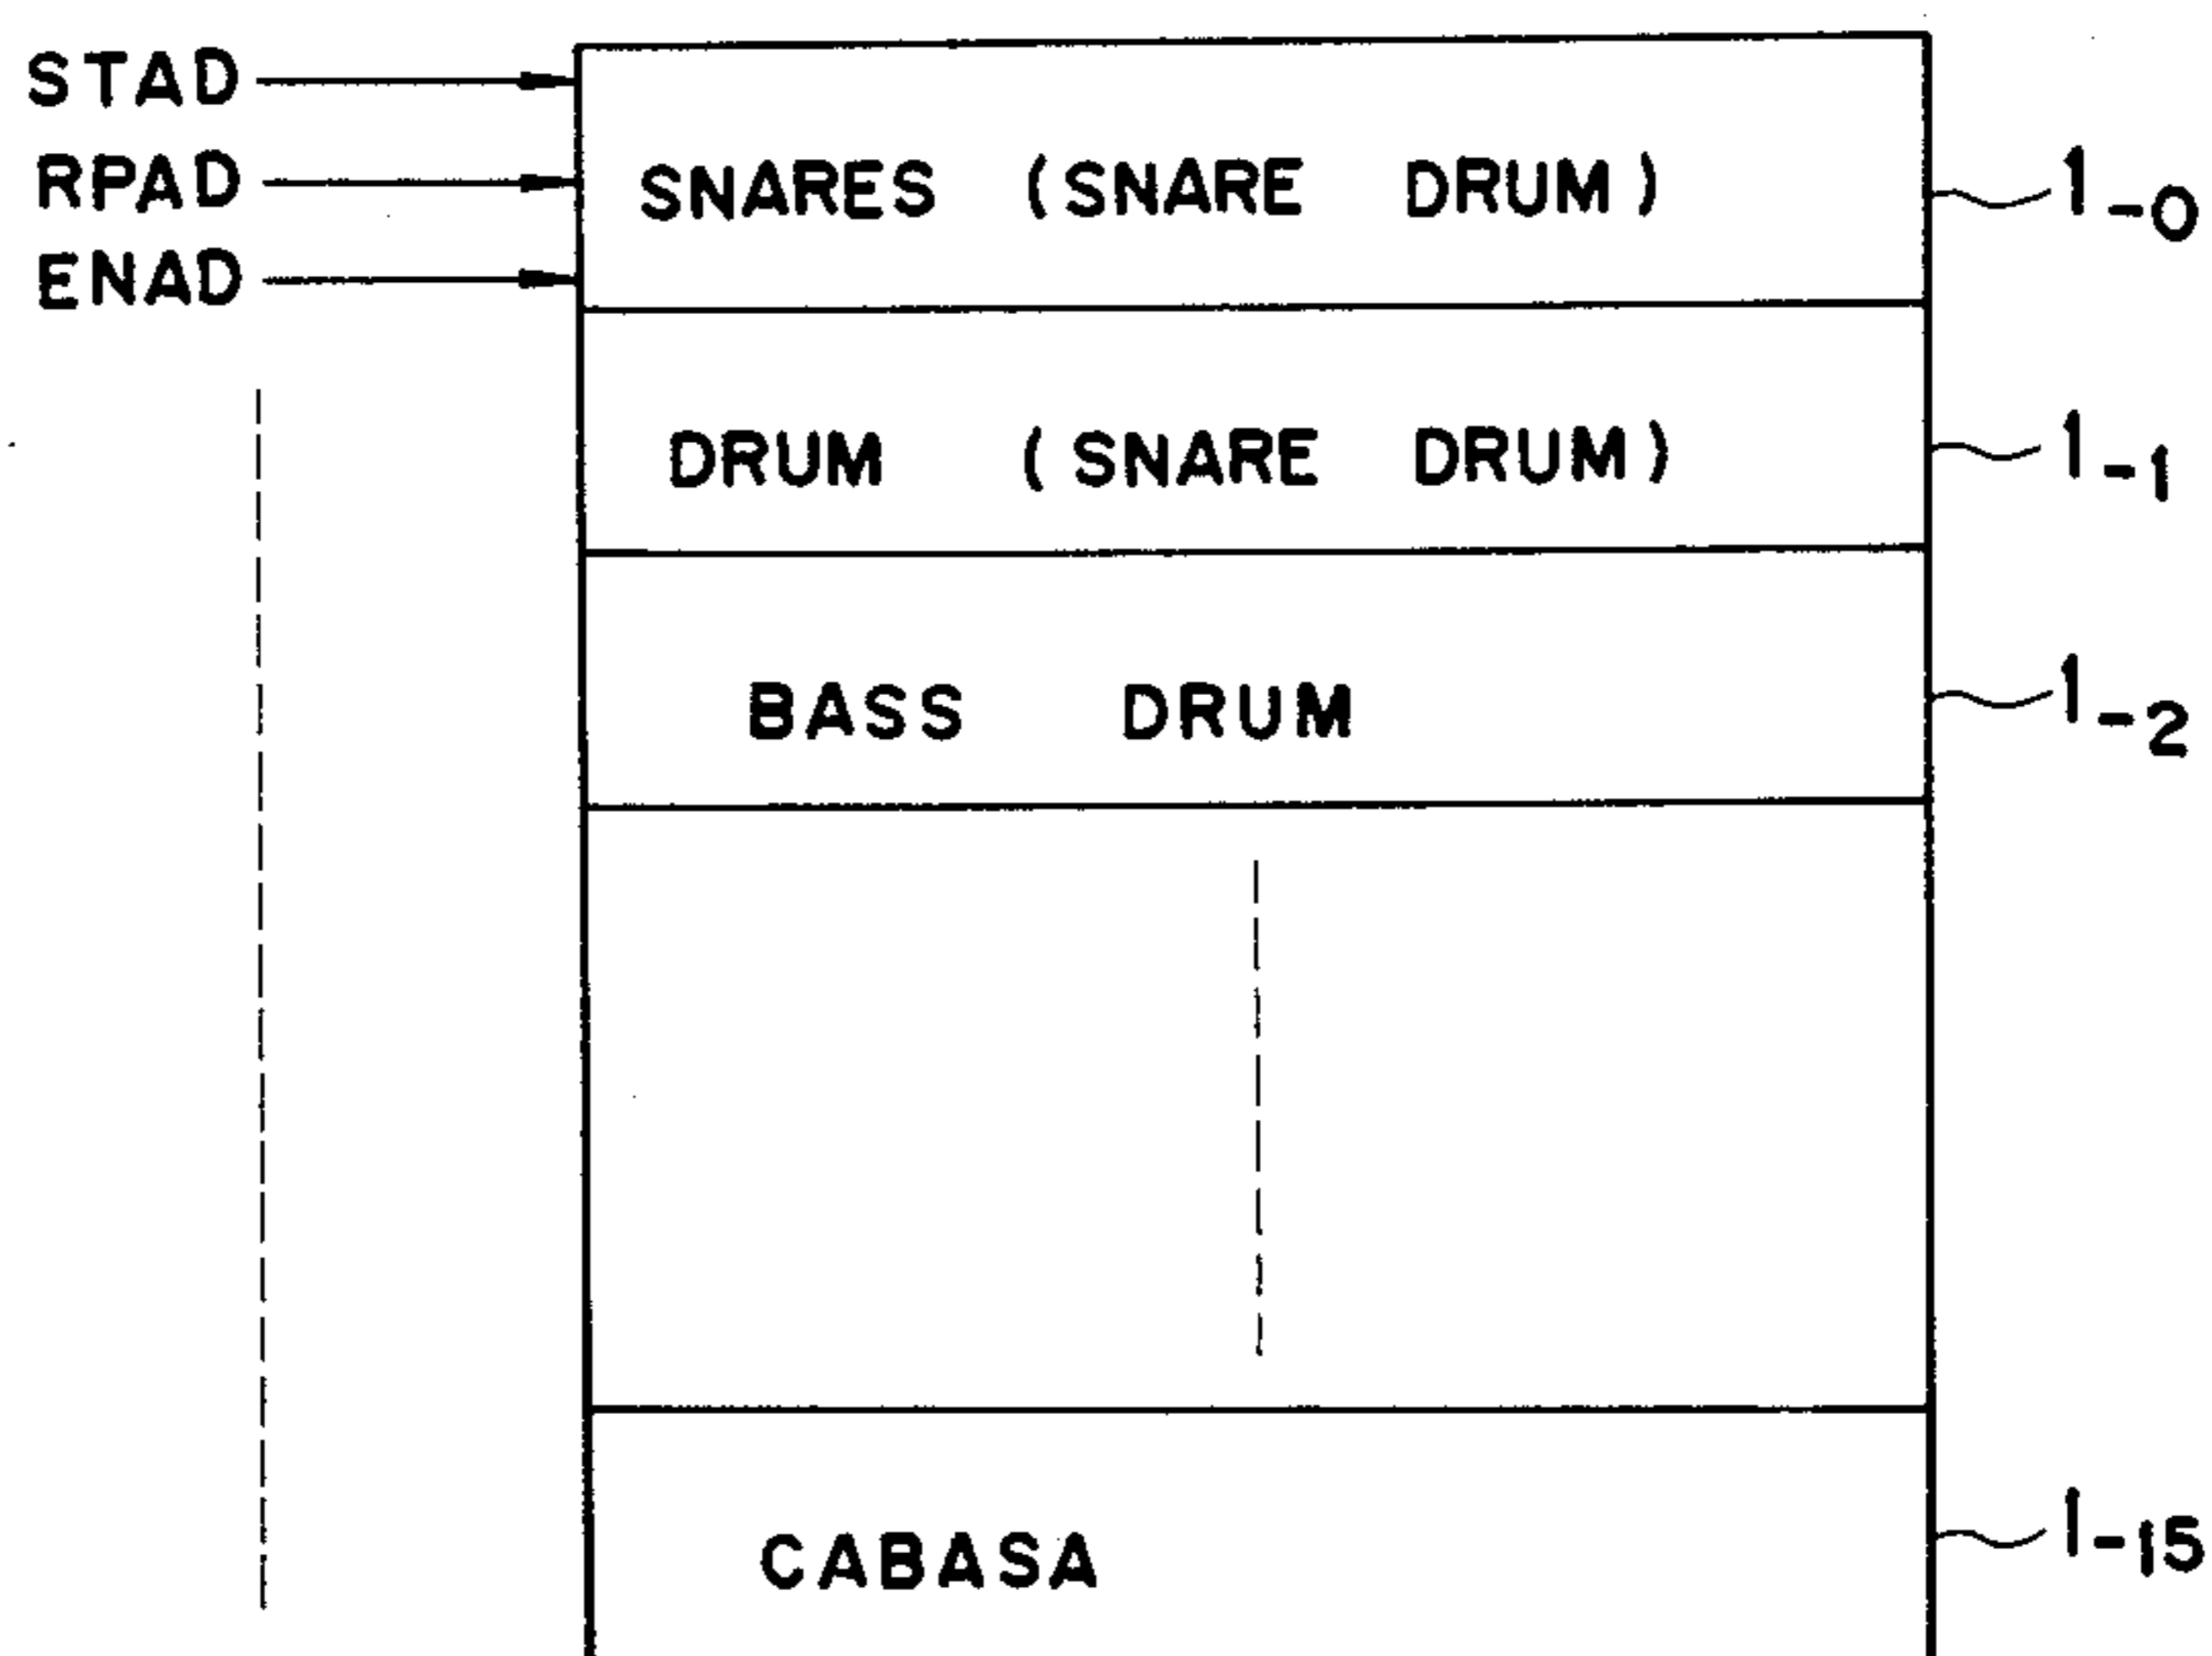 STAD
RPAD
ENAD
SNARES (SNARE DRUM)
1-0
DRUM (SNARE DRUM)
1-1
BASS DRUM
1-2
CABASA
1-15